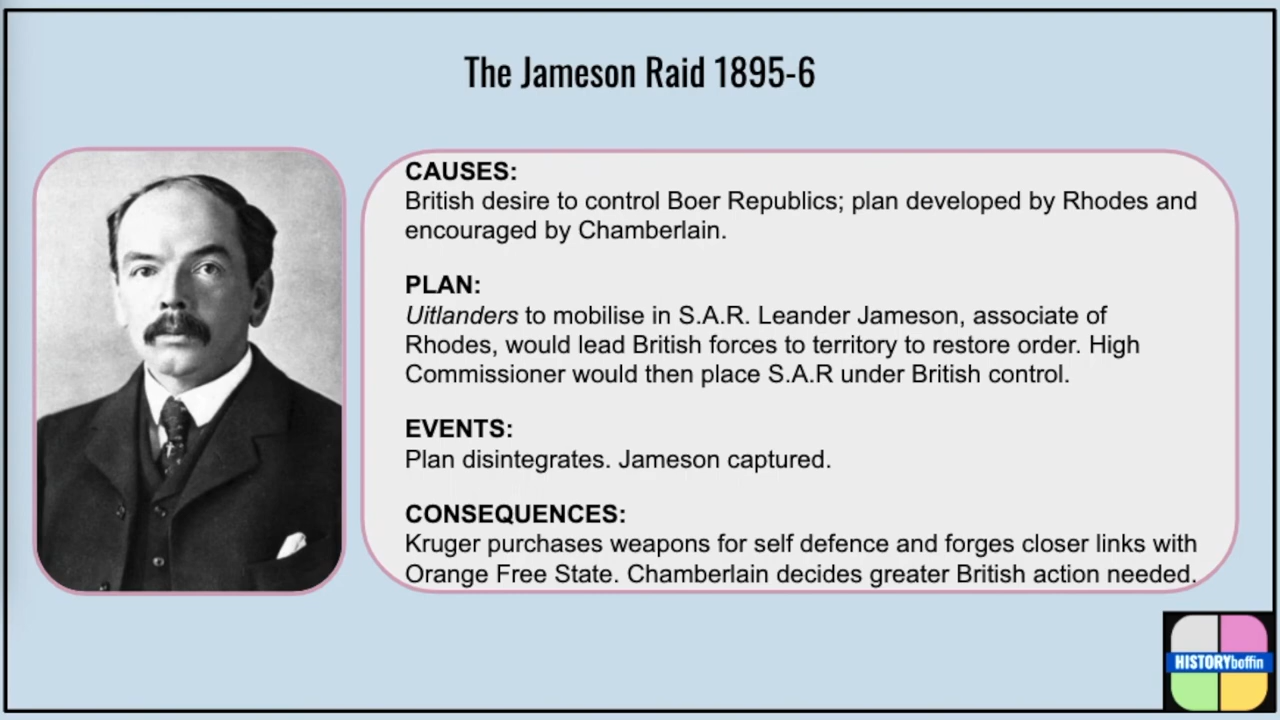 The Jameson Raid 1895-6
CAUSES:
British desire to control Boer Republics; plan developed by Rhodes and
encouraged by Chamberlain.
PLAN:
Uitlanders to mobilise in S.A.R. Leander Jameson, associate of
Rhodes, would lead British forces to territory to restore order. High
Commissioner would then place S.A.R under British control.
EVENTS:
Plan disintegrates. Jameson captured.
CONSEQUENCES:
Kruger purchases weapons for self defence and forges closer links with
Orange Free State. Chamberlain decides greater British action needed.
HISTORYboffin